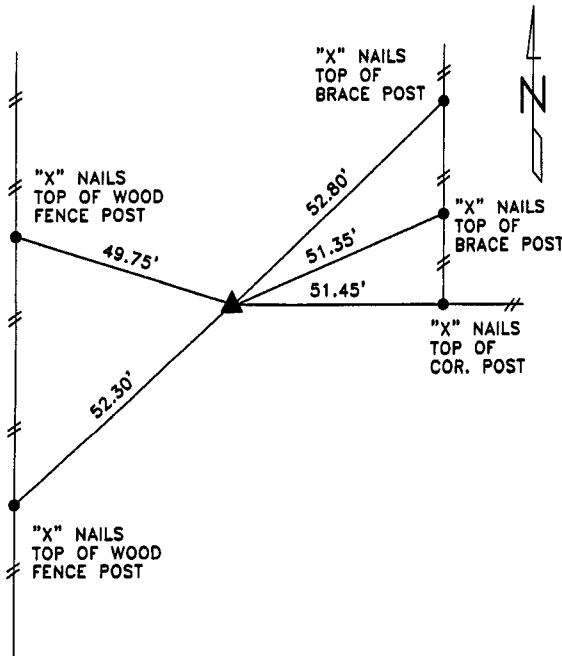 "X" NAILS
TOP OF
BRACE POST
N
"X" NAILS
TOP OF WOOD
FENCE POST
52.80'
"X" NAILS
TOP OF
BRACE POST
49.75'
51.35'
51.45'
"X" NAILS
TOP OF
COR. POST
52.30'
"X" NAILS
TOP OF WOOD
FENCE POST